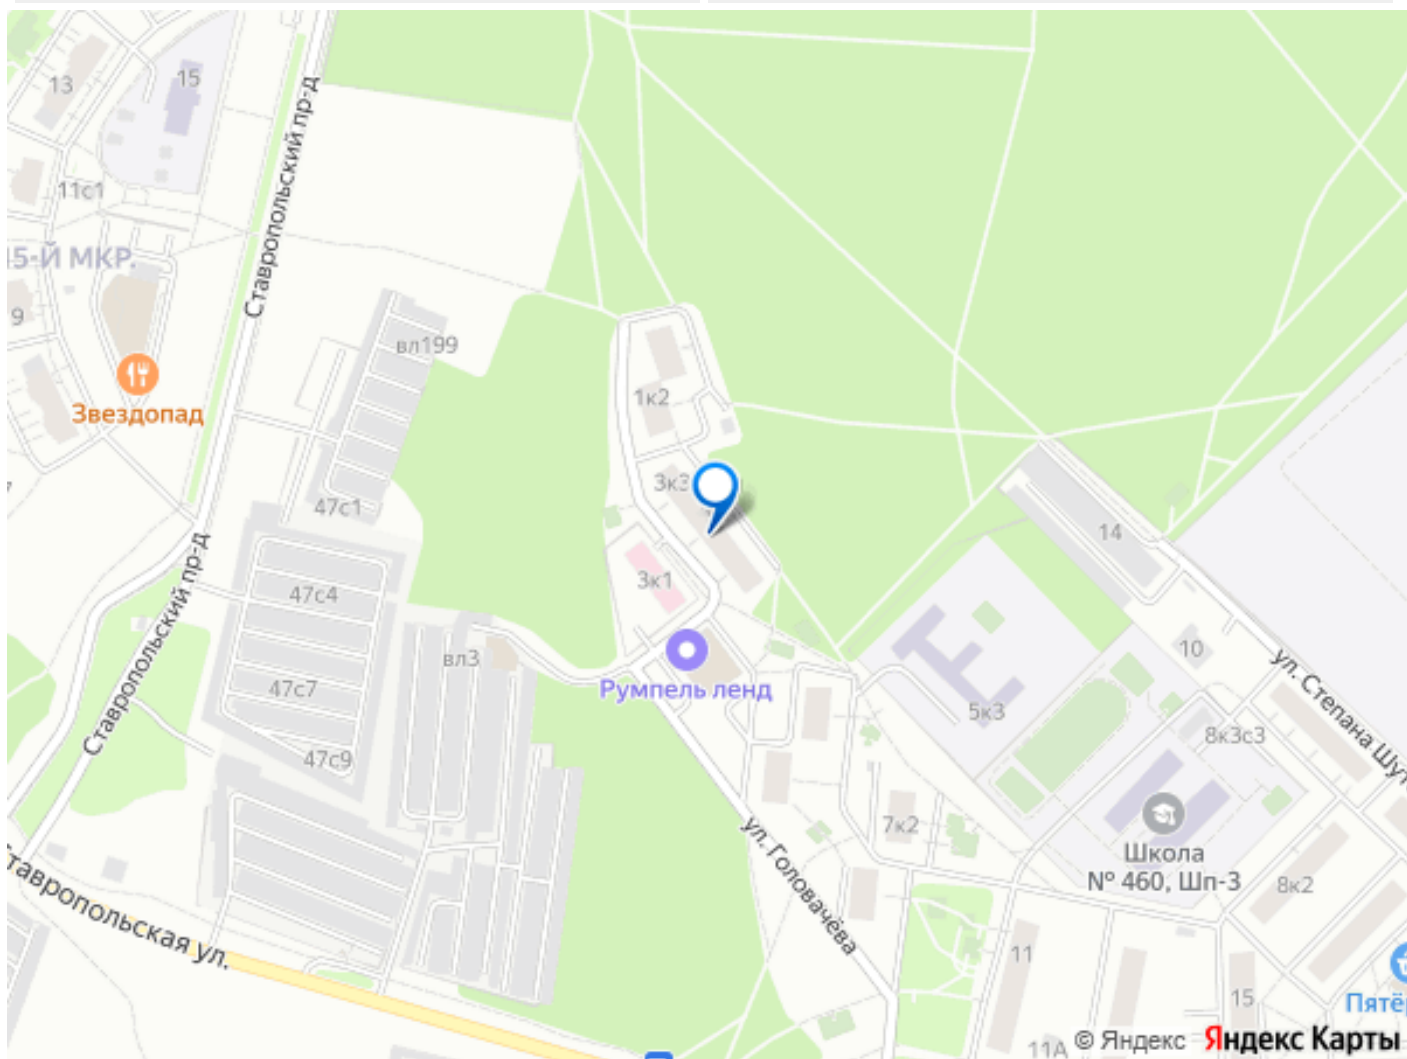 13
15
Ставропольский пр-д
11с1
15-Й МКР.
9
вл199
Звездопад
1к2
3к3
47с1
14
3к1
47с4
Ставропольский пр-д
вл3
10
47с7
Румпель ленд
ул. Степана Шут
5к3
8к3с3
47с9
7к2
ул. Головачёва
Школа
№ 460, Шп-3
8к2
тавропольская ул.
11
15
Пятё
11А
© Яндекс
Яндекс Карты